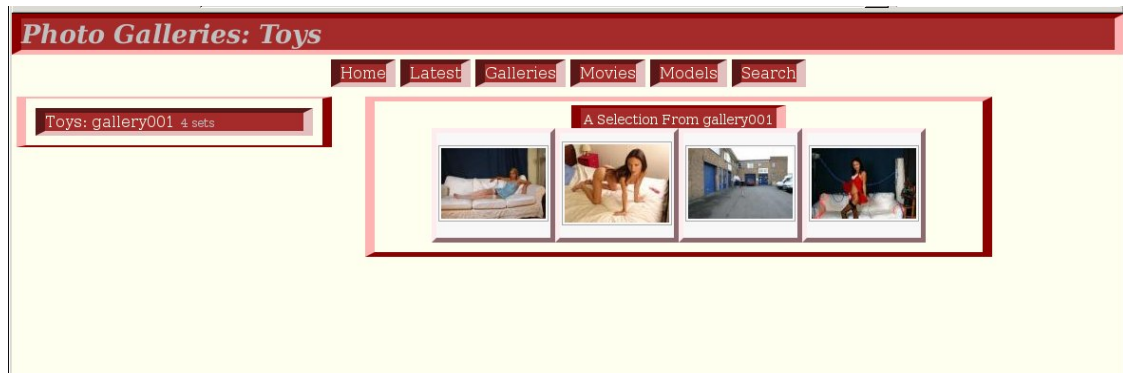 Photo Galleries: Toys
Home Latest Galleries Movies Models Search
Toys: gallery001 4 sets
A Selection From gallery001